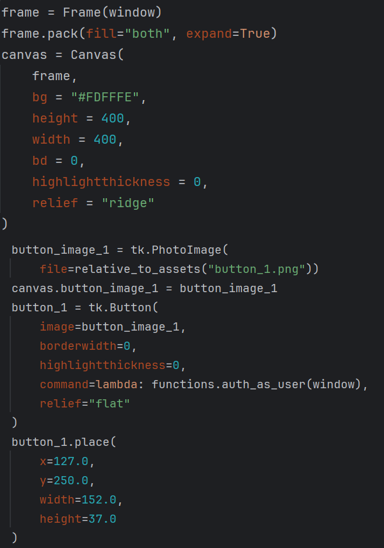 frame = Frame(window)
frame.pack(fill="both", expand=True)
canvas = Canvas(
    frame,
    bg = "#FDFFFE",
    height = 400,
    width = 400,
    bd = 0,
    highlightthickness = 0,
    relief = "ridge"
)
button_image_1 = tk.PhotoImage(
    file=relative_to_assets("button_1.png"))
canvas.button_image_1 = button_image_1
button_1 = tk.Button(
    image=button_image_1,
    borderwidth=0,
    highlightthickness=0,
    command=lambda: functions.auth_as_user(window),
    relief="flat"
)
button_1.place(
    x=127.0,
    y=250.0,
    width=152.0,
    height=37.0
)